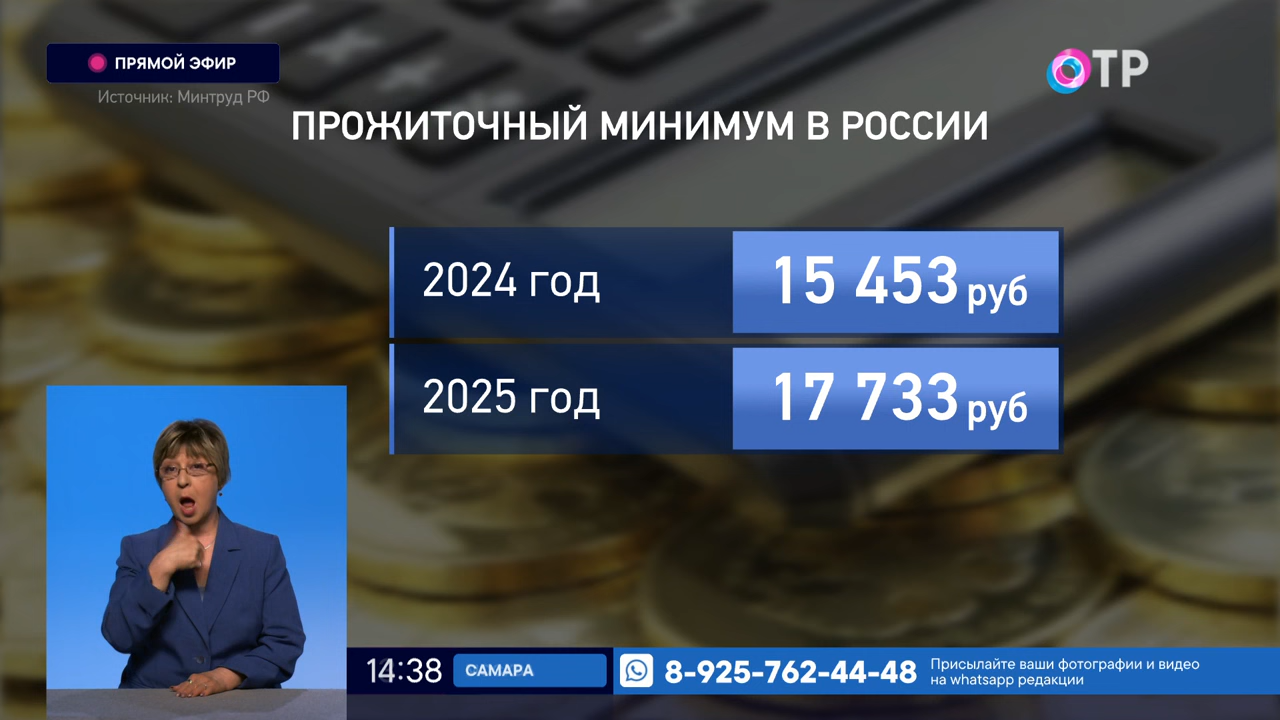 ПРЯМОЙ ЭФИР
ОТР
Источник: Минтруд РФ
ПРОЖИТОЧНЫЙ МИНИМУМ В РОССИИ
2024 год 15 453 руб
2025 год 17 733 руб
14:38 САМАРА 8-925-762-44-48
Присылайте ваши фотографии и видео
на whatsapp редакции